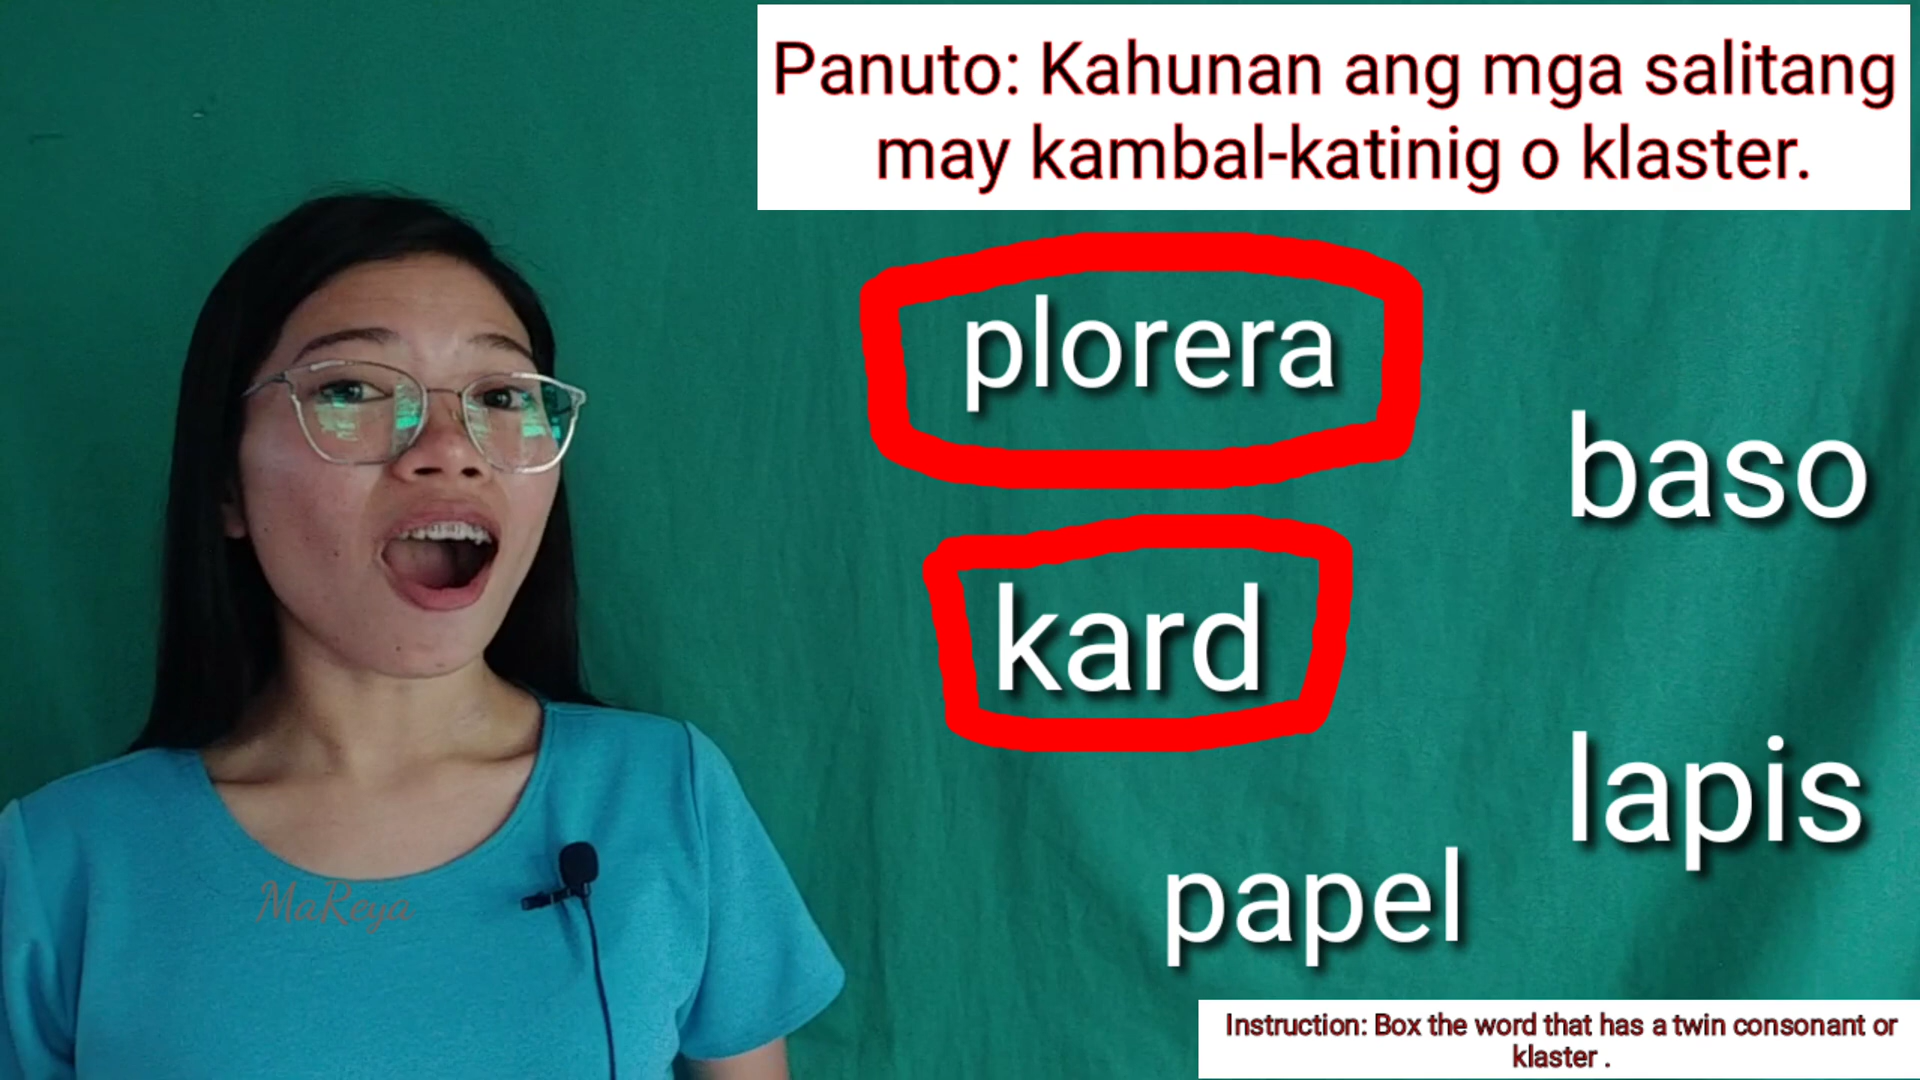 Panuto: Kahunan ang mga salitang
may kambal-katinig o klaster.
plorera
baso
kard
lapis
papel
MaReya
Instruction: Box the word that has a twin consonant or
klaster .